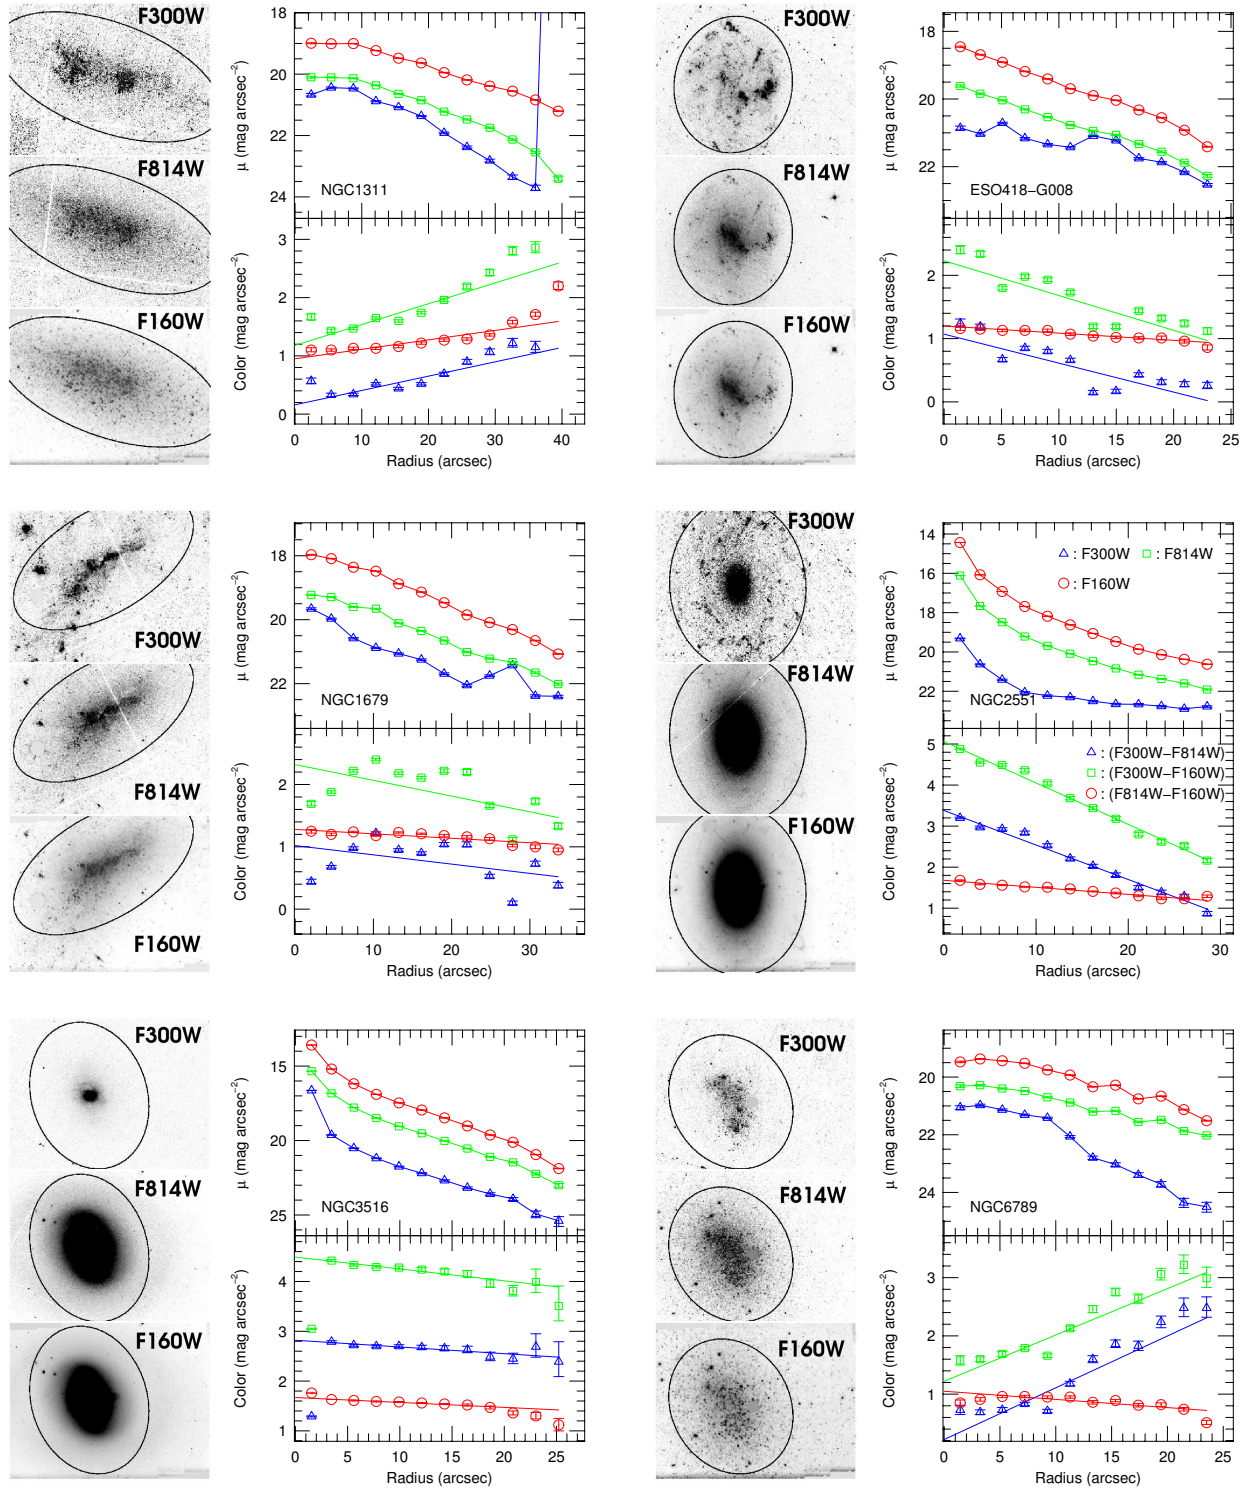 F300W
F814W
F160W
18
20
22
24
μ (mag arcsec−2)
NGC1311
3
2
1
0
Color (mag arcsec−2)
0 10 20 30 40
Radius (arcsec)
F300W
F814W
F160W
18
20
22
μ (mag arcsec−2)
ESO418−G008
2
1
0
Color (mag arcsec−2)
0 5 10 15 20 25
Radius (arcsec)
F300W
F814W
F160W
18
20
22
μ (mag arcsec−2)
NGC1679
2
1
0
Color (mag arcsec−2)
0 10 20 30
Radius (arcsec)
F300W
F814W
F160W
14
16
18
20
22
μ (mag arcsec−2)
: F300W : F814W
: F160W
NGC2551
5
4
3
2
1
Color (mag arcsec−2)
: (F300W−F814W)
: (F300W−F160W)
: (F814W−F160W)
0 10 20 30
Radius (arcsec)
F300W
F814W
F160W
15
20
25
μ (mag arcsec−2)
NGC3516
4
3
2
1
Color (mag arcsec−2)
0 5 10 15 20 25
Radius (arcsec)
F300W
F814W
F160W
20
22
24
μ (mag arcsec−2)
NGC6789
3
2
1
Color (mag arcsec−2)
0 5 10 15 20 25
Radius (arcsec)